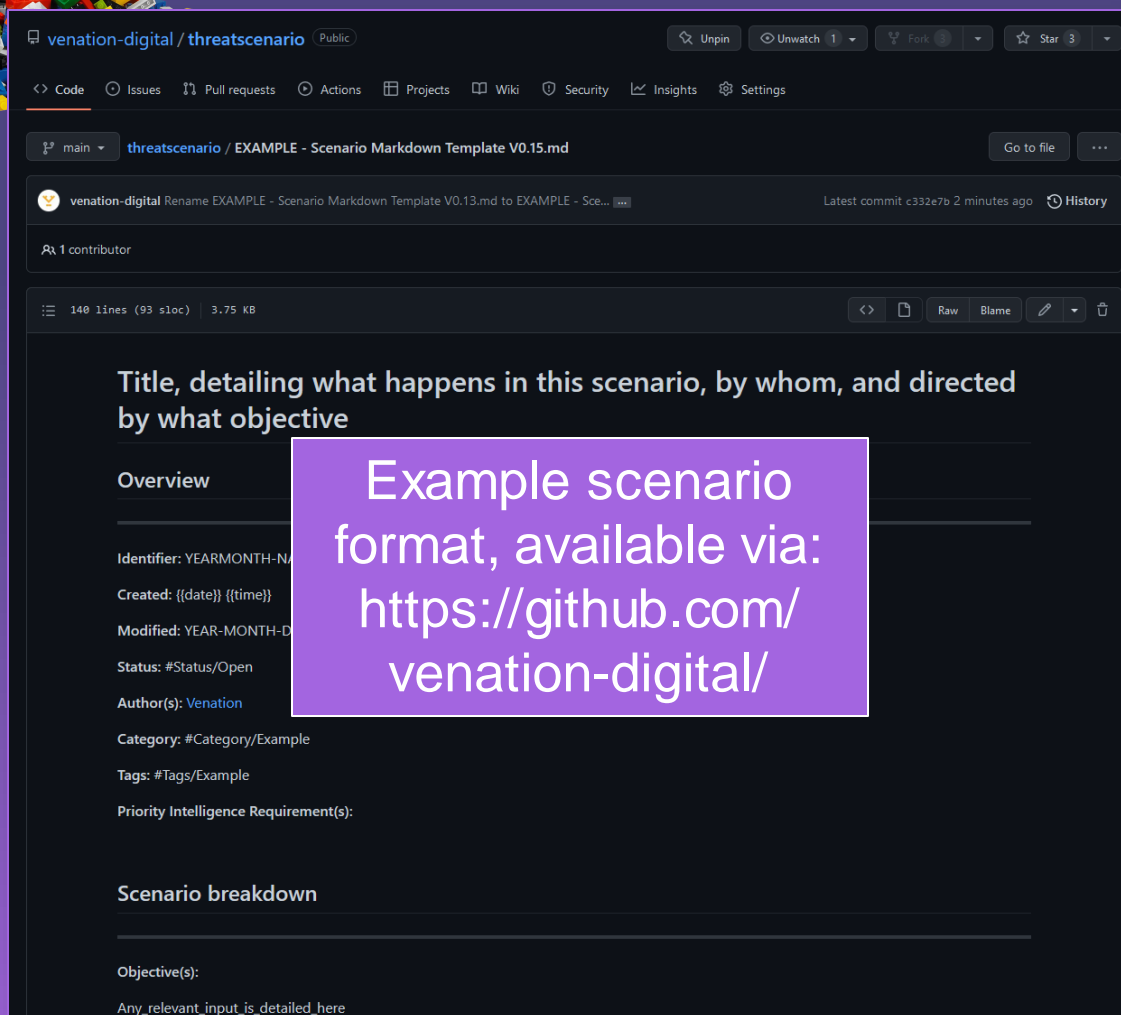 venation-digital / threatscenario Public
Unpin Unwatch 1 Fork 3 Star 3
<> Code Issues Pull requests Actions Projects Wiki Security Insights Settings
main threatscenario / EXAMPLE - Scenario Markdown Template V0.15.md Go to file ...
venation-digital Rename EXAMPLE - Scenario Markdown Template V0.13.md to EXAMPLE - Sce... ... Latest commit c332e7b 2 minutes ago History
1 contributor
140 lines (93 sloc) 3.75 KB <> Raw Blame
Title, detailing what happens in this scenario, by whom, and directed
by what objective
Overview
Example scenario
format, available via:
https://github.com/
venation-digital/
Identifier: YEARMONTH-NA
Created: {{date}} {{time}}
Modified: YEAR-MONTH-D
Status: #Status/Open
Author(s): Venation
Category: #Category/Example
Tags: #Tags/Example
Priority Intelligence Requirement(s):
Scenario breakdown
Objective(s):
Any_relevant_input_is_detailed_here